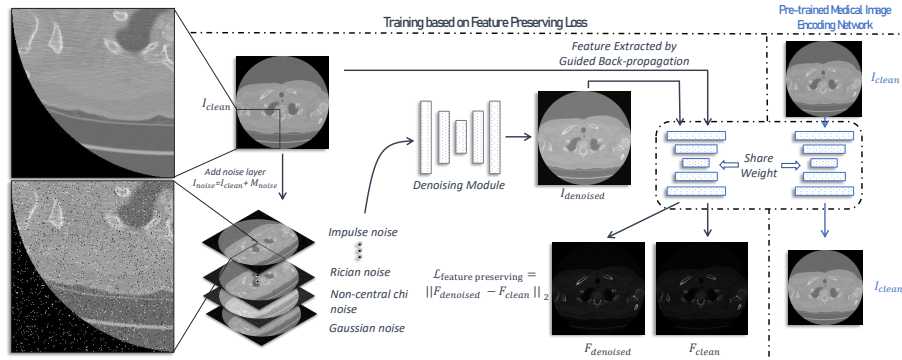 Training based on Feature Preserving Loss
Pre-trained Medical Image
Encoding Network
Feature Extracted by
Guided Back-propagation
I_clean
I_clean
Add noise layer
I_noise=I_clean+ M_noise
Denoising Module
I_denoised
Share
Weight
Impulse noise
Rician noise
Non-central chi
noise
Gaussian noise
ℒ_feature preserving =
||F_denoised − F_clean||_2
F_denoised
F_clean
I_clean